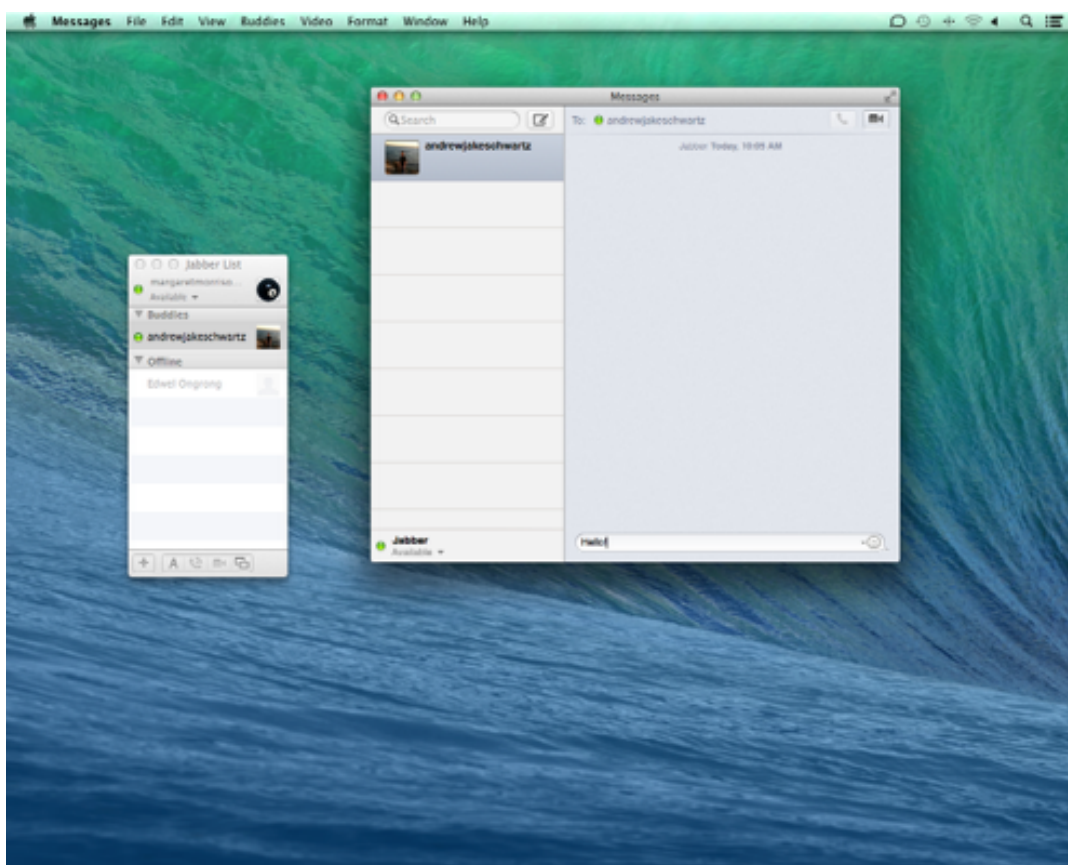 Messages File Edit View Buddies Video Format Window Help
Messages
Search
To: andrewjakeschwartz
andrewjakeschwartz
Jabber Today, 10:05 AM
Jabber List
margaretmorriso...
Available
Buddies
andrewjakeschwartz
Offline
Edwel Ongrong
A
Jabber
Available
Hello!